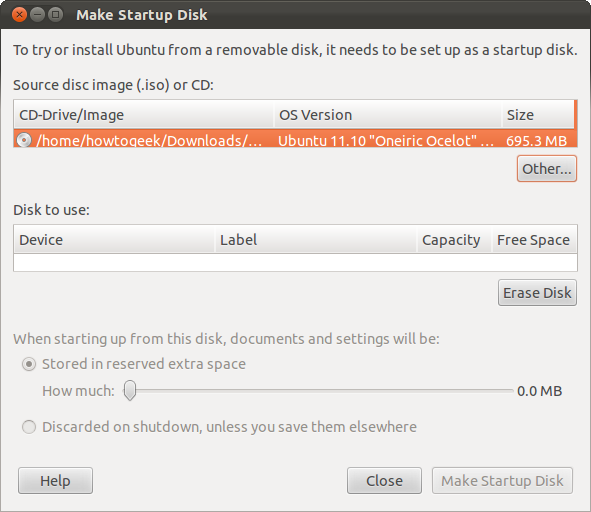 Make Startup Disk
To try or install Ubuntu from a removable disk, it needs to be set up as a startup disk.
Source disc image (.iso) or CD:
CD-Drive/Image OS Version Size
/home/howtogeek/Downloads/... Ubuntu 11.10 "Oneiric Ocelot" ... 695.3 MB
Other...
Disk to use:
Device Label Capacity Free Space
Erase Disk
When starting up from this disk, documents and settings will be:
Stored in reserved extra space
How much: 0.0 MB
Discarded on shutdown, unless you save them elsewhere
Help Close Make Startup Disk